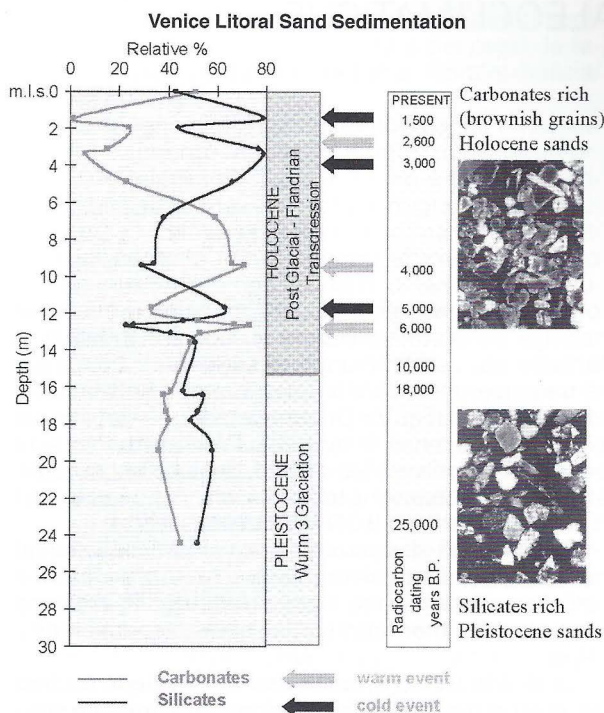 Venice Litoral Sand Sedimentation
Relative %
m.l.s.0
0 20 40 60 80
2
4
6
8
10
12
14
16
18
20
22
24
26
28
30
Depth (m)
HOLOCENE
Post Glacial - Flandrian
Transgression
PLEISTOCENE
Wurm 3 Glaciation
PRESENT
1,500
2,600
3,000
4,000
5,000
6,000
10,000
18,000
25,000
Radiocarbon
dating
years B.P.
Carbonates rich
(brownish grains)
Holocene sands
Silicates rich
Pleistocene sands
Carbonates
Silicates
warm event
cold event